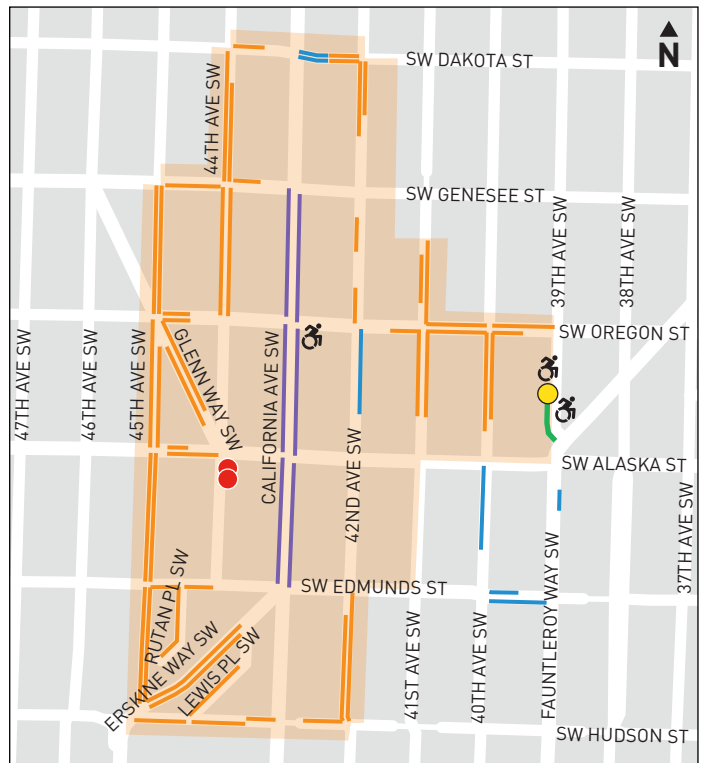 N
SW DAKOTA ST
44TH AVE SW
SW GENESEE ST
39TH AVE SW
38TH AVE SW
SW OREGON ST
GLENN WAY SW
47TH AVE SW
46TH AVE SW
45TH AVE SW
CALIFORNIA AVE SW
42ND AVE SW
SW ALASKA ST
37TH AVE SW
SW EDMUNDS ST
RUTAN PL SW
ERSKINE WAY SW
LEWIS PL SW
41ST AVE SW
40TH AVE SW
FAUNTLEROY WAY SW
SW HUDSON ST